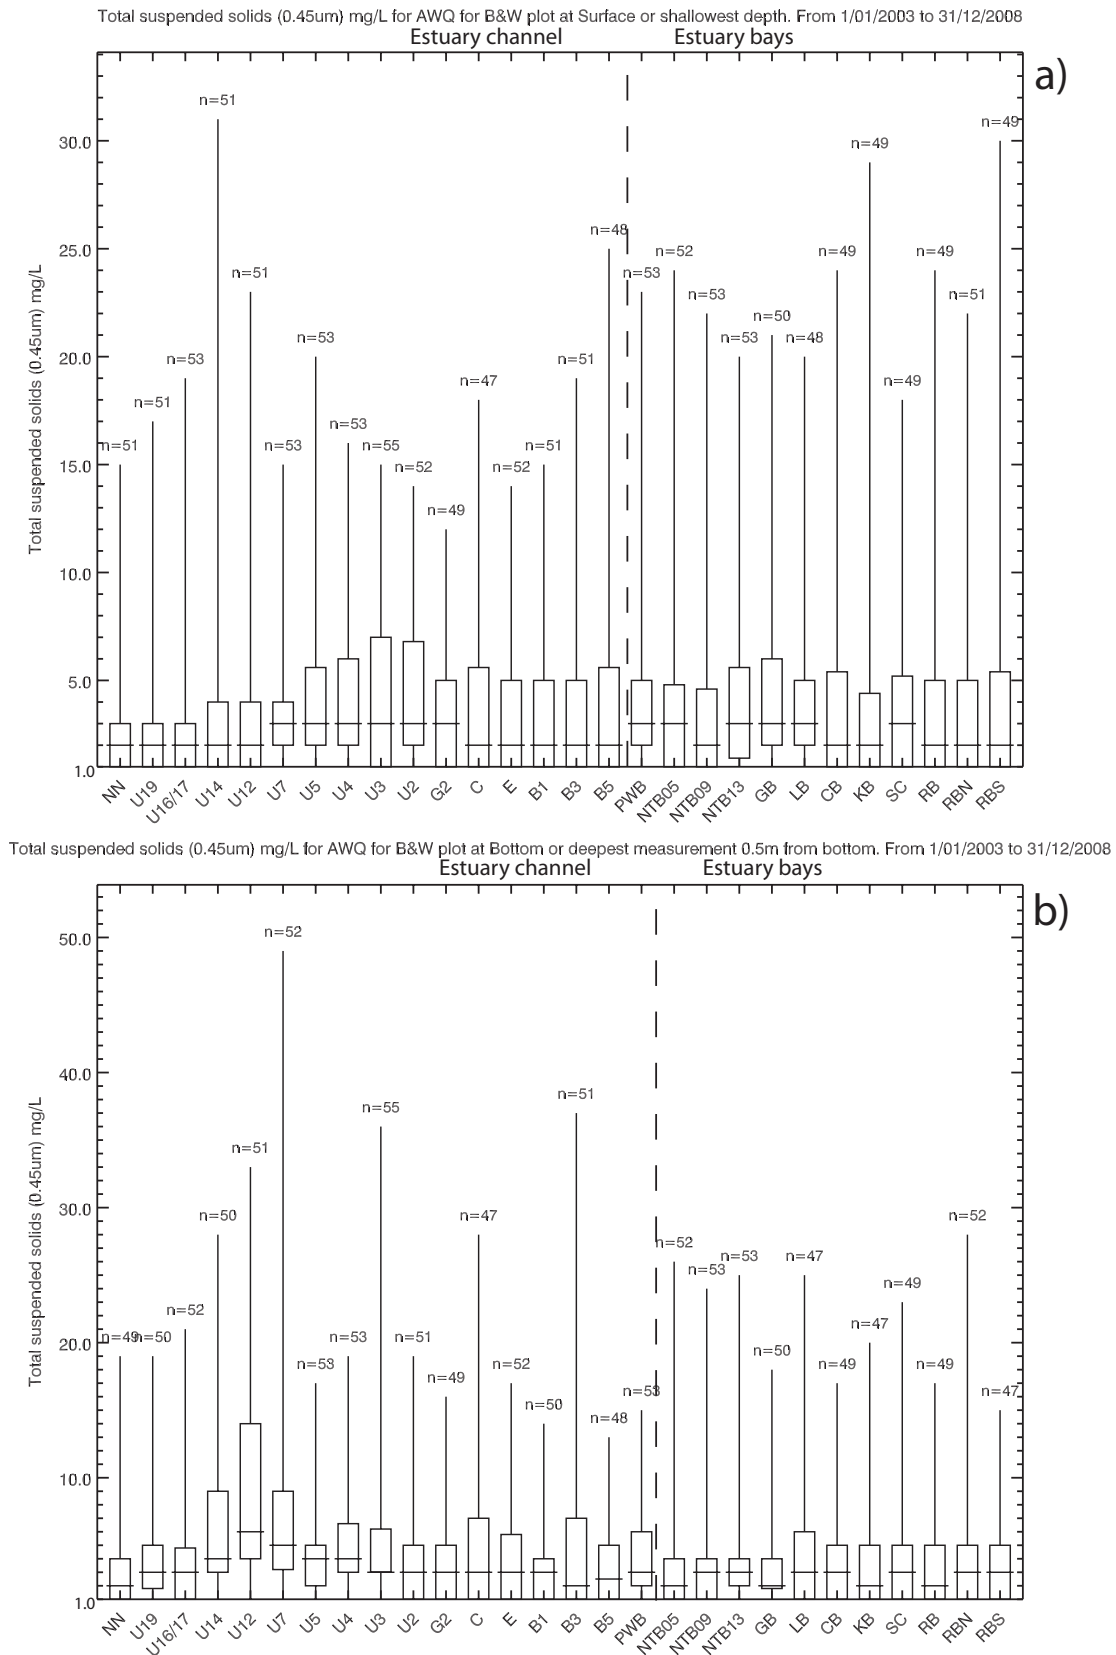 Total suspended solids (0.45um) mg/L for AWQ for B&W plot at Surface or shallowest depth. From 1/01/2003 to 31/12/2008
Estuary channel Estuary bays
a)
Total suspended solids (0.45um) mg/L
30.0
25.0
20.0
15.0
10.0
5.0
1.0
n=51 n=51 n=53 n=51 n=51 n=53 n=53 n=53 n=55 n=52 n=49 n=47 n=52 n=51 n=51 n=48 n=53 n=52 n=53 n=53 n=50 n=48 n=49 n=49 n=49 n=49 n=51 n=49
NN U19 U16/17 U14 U12 U7 U5 U4 U3 U2 G2 C E B1 B3 B5 PWB NTB05 NTB09 NTB13 GB LB CB KB SC RB RBN RBS
Total suspended solids (0.45um) mg/L for AWQ for B&W plot at Bottom or deepest measurement 0.5m from bottom. From 1/01/2003 to 31/12/2008
Estuary channel Estuary bays
b)
Total suspended solids (0.45um) mg/L
50.0
40.0
30.0
20.0
10.0
1.0
n=49 n=50 n=52 n=50 n=51 n=52 n=53 n=53 n=55 n=51 n=49 n=47 n=52 n=50 n=51 n=48 n=53 n=52 n=53 n=53 n=50 n=47 n=49 n=47 n=49 n=49 n=52 n=47
NN U19 U16/17 U14 U12 U7 U5 U4 U3 U2 G2 C E B1 B3 B5 PWB NTB05 NTB09 NTB13 GB LB CB KB SC RB RBN RBS